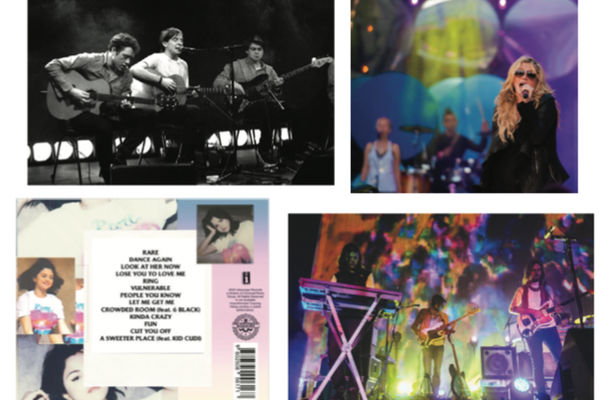 RARE
DANCE AGAIN
LOOK AT HER NOW
LOSE YOU TO LOVE ME
RING
VULNERABLE
PEOPLE YOU KNOW
LET ME GET ME
CROWDED ROOM (feat. 6 BLACK)
KINDA CRAZY
FUN
CUT YOU OFF
A SWEETER PLACE (feat. KID CUDI)